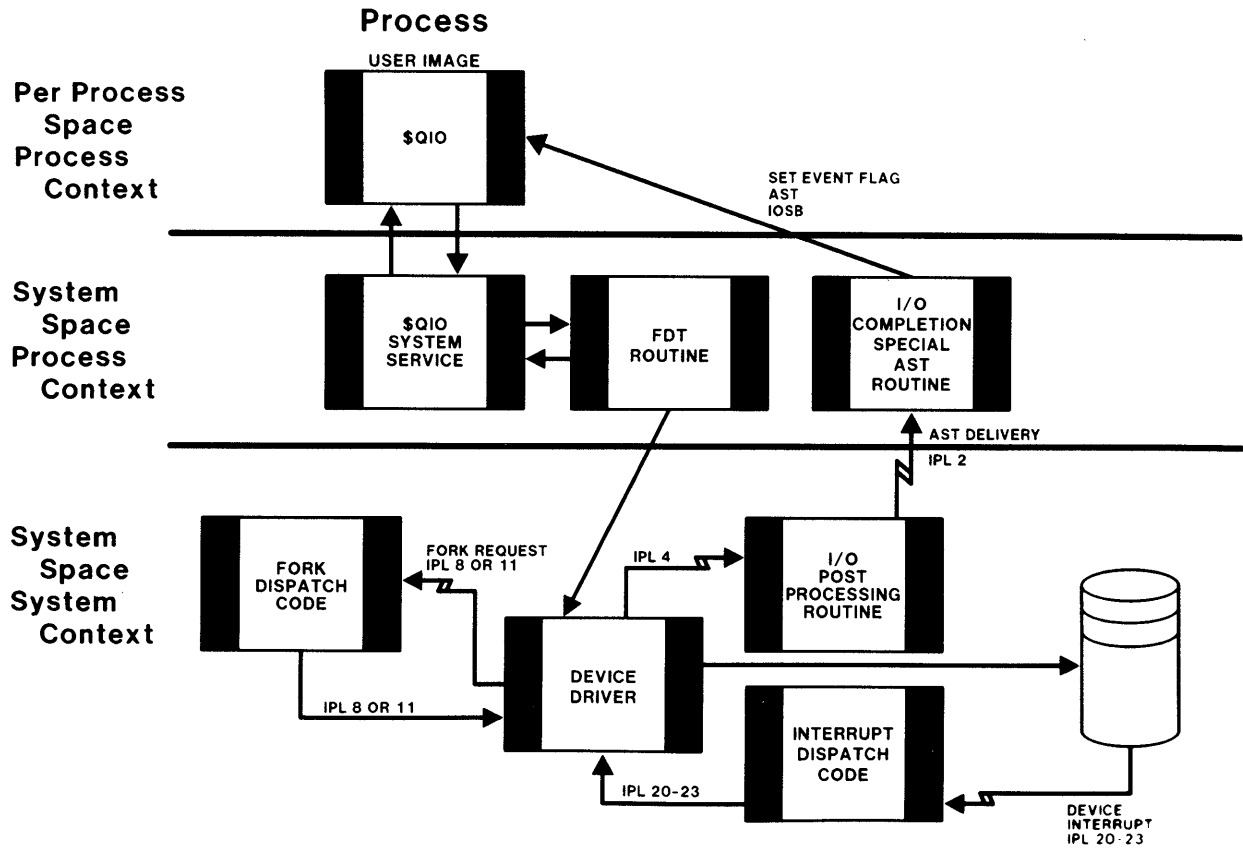 Process
USER IMAGE
Per Process
Space
Process
Context
$QIO
SET EVENT FLAG
AST
IOSB
System
Space
Process
Context
$QIO
SYSTEM
SERVICE
FDT
ROUTINE
I/O
COMPLETION
SPECIAL
AST
ROUTINE
AST DELIVERY
IPL 2
System
Space
System
Context
FORK
DISPATCH
CODE
FORK REQUEST
IPL 8 OR 11
IPL 4
I/O
POST
PROCESSING
ROUTINE
DEVICE
DRIVER
IPL 8 OR 11
INTERRUPT
DISPATCH
CODE
IPL 20-23
DEVICE
INTERRUPT
IPL 20-23